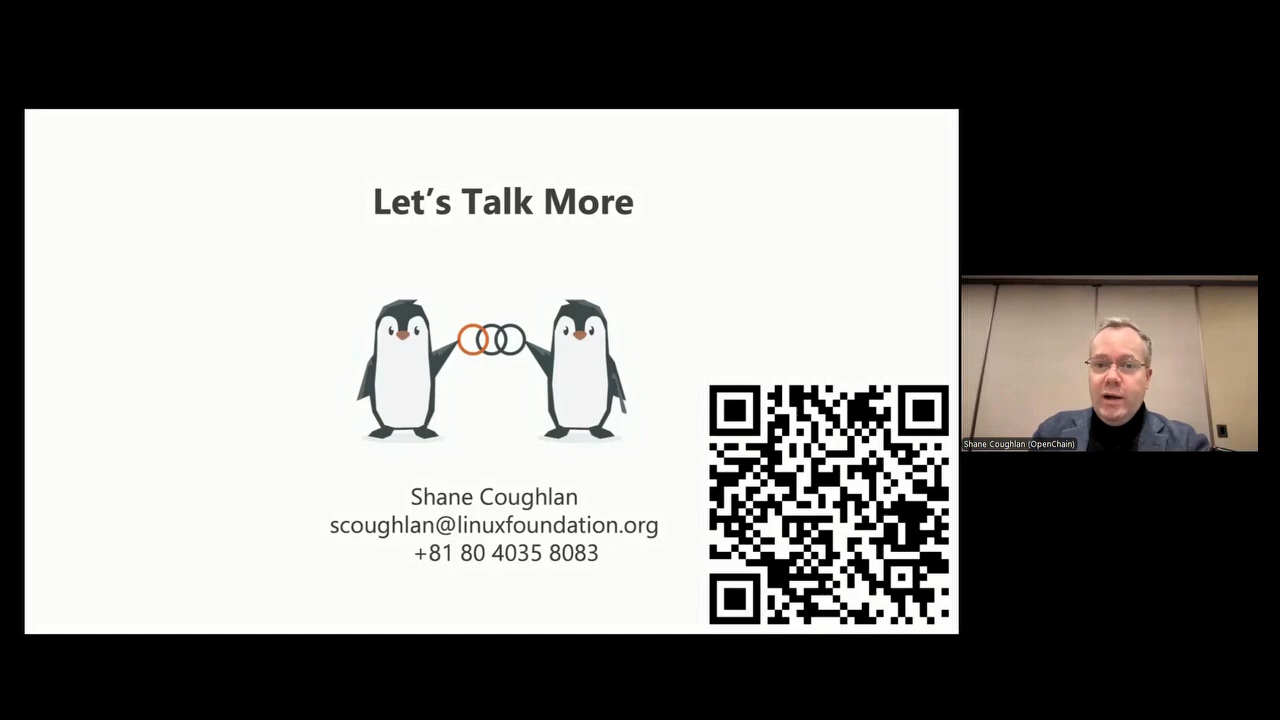 Let's Talk More
Shane Coughlan
scoughlan@linuxfoundation.org
+81 80 4035 8083
Shane Coughlan (OpenChain)